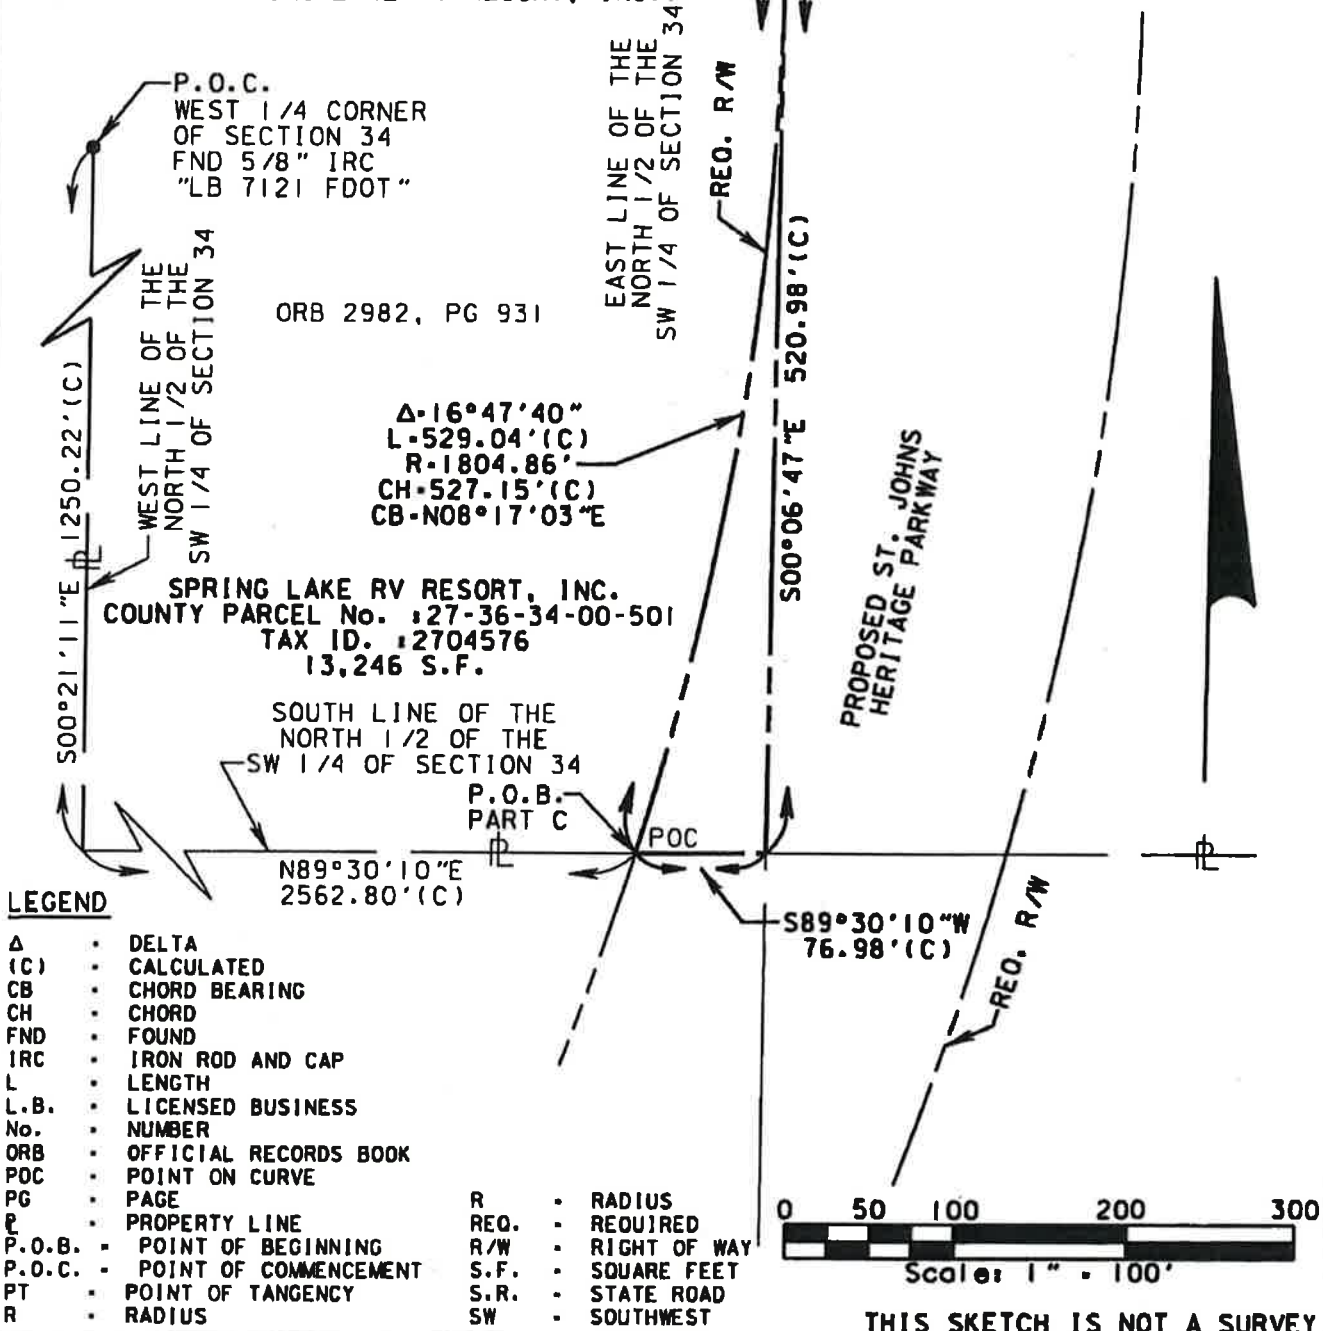 P.O.C.
WEST 1/4 CORNER
OF SECTION 34
FND 5/8" IRC
"LB 7121 FDOT"
EAST LINE OF THE
NORTH 1/2 OF THE
SW 1/4 OF SECTION 34
REQ. R/W
WEST LINE OF THE
NORTH 1/2 OF THE
SW 1/4 OF SECTION 34
ORB 2982, PG 931
S00°21'11"E 1250.22'(C)
Δ=16°47'40"
L=529.04'(C)
R=1804.86'
CH=527.15'(C)
CB=N08°17'03"E
S00°06'47"E 520.98'(C)
PROPOSED ST. JOHNS
HERITAGE PARKWAY
SPRING LAKE RV RESORT, INC.
COUNTY PARCEL No. :27-36-34-00-501
TAX ID. :2704576
13,246 S.F.
SOUTH LINE OF THE
NORTH 1/2 OF THE
SW 1/4 OF SECTION 34
P.O.B.
PART C
POC
N89°30'10"E
2562.80'(C)
S89°30'10"W
76.98'(C)
REQ. R/W
LEGEND
Δ = DELTA
(C) = CALCULATED
CB = CHORD BEARING
CH = CHORD
FND = FOUND
IRC = IRON ROD AND CAP
L = LENGTH
L.B. = LICENSED BUSINESS
No. = NUMBER
ORB = OFFICIAL RECORDS BOOK
POC = POINT ON CURVE
PG = PAGE
PL = PROPERTY LINE
P.O.B. = POINT OF BEGINNING
P.O.C. = POINT OF COMMENCEMENT
PT = POINT OF TANGENCY
R = RADIUS
R = RADIUS
REQ. = REQUIRED
R/W = RIGHT OF WAY
S.F. = SQUARE FEET
S.R. = STATE ROAD
SW = SOUTHWEST
0 50 100 200 300
Scale: 1" = 100'
THIS SKETCH IS NOT A SURVEY